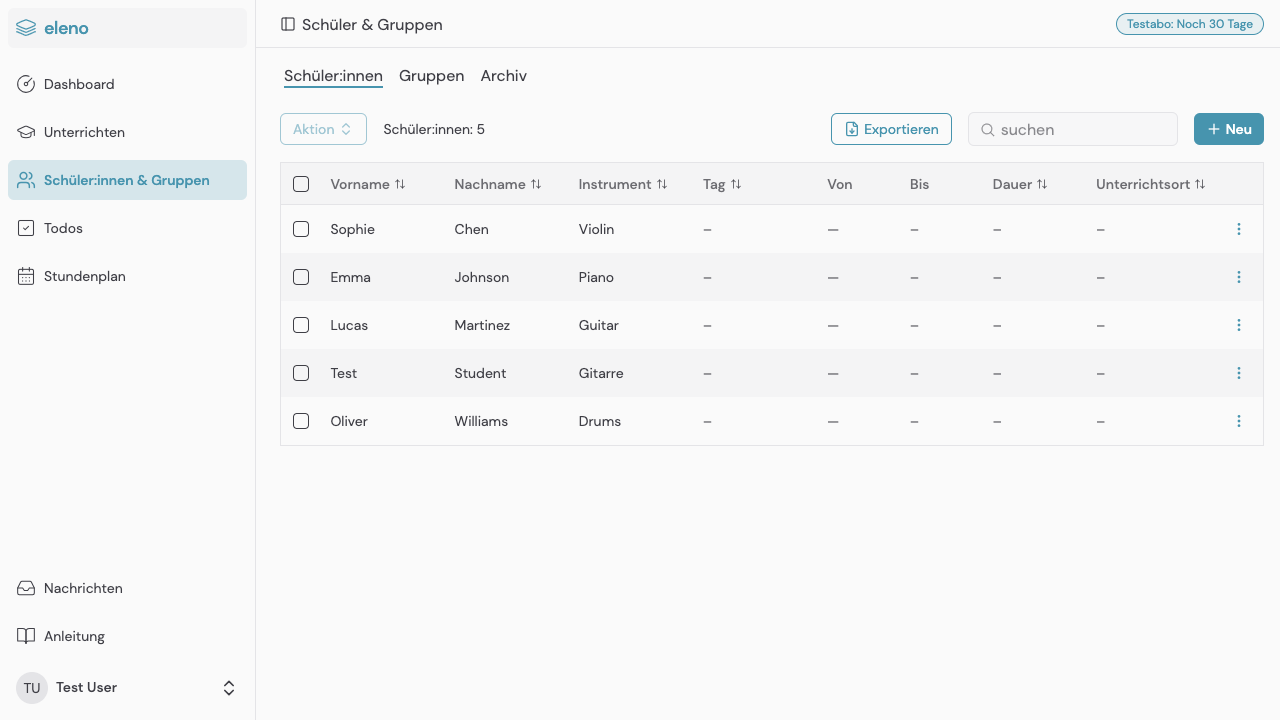 eleno
Dashboard
Unterrichten
Schüler:innen & Gruppen
Todos
Stundenplan
Nachrichten
Anleitung
TU Test User
Schüler & Gruppen
Testabo: Noch 30 Tage
Schüler:innen Gruppen Archiv
Aktion Schüler:innen: 5 Exportieren suchen Neu
Vorname Nachname Instrument Tag Von Bis Dauer Unterrichtsort
Sophie Chen Violin – — – – –
Emma Johnson Piano – — – – –
Lucas Martinez Guitar – — – – –
Test Student Gitarre – — – – –
Oliver Williams Drums – — – – –